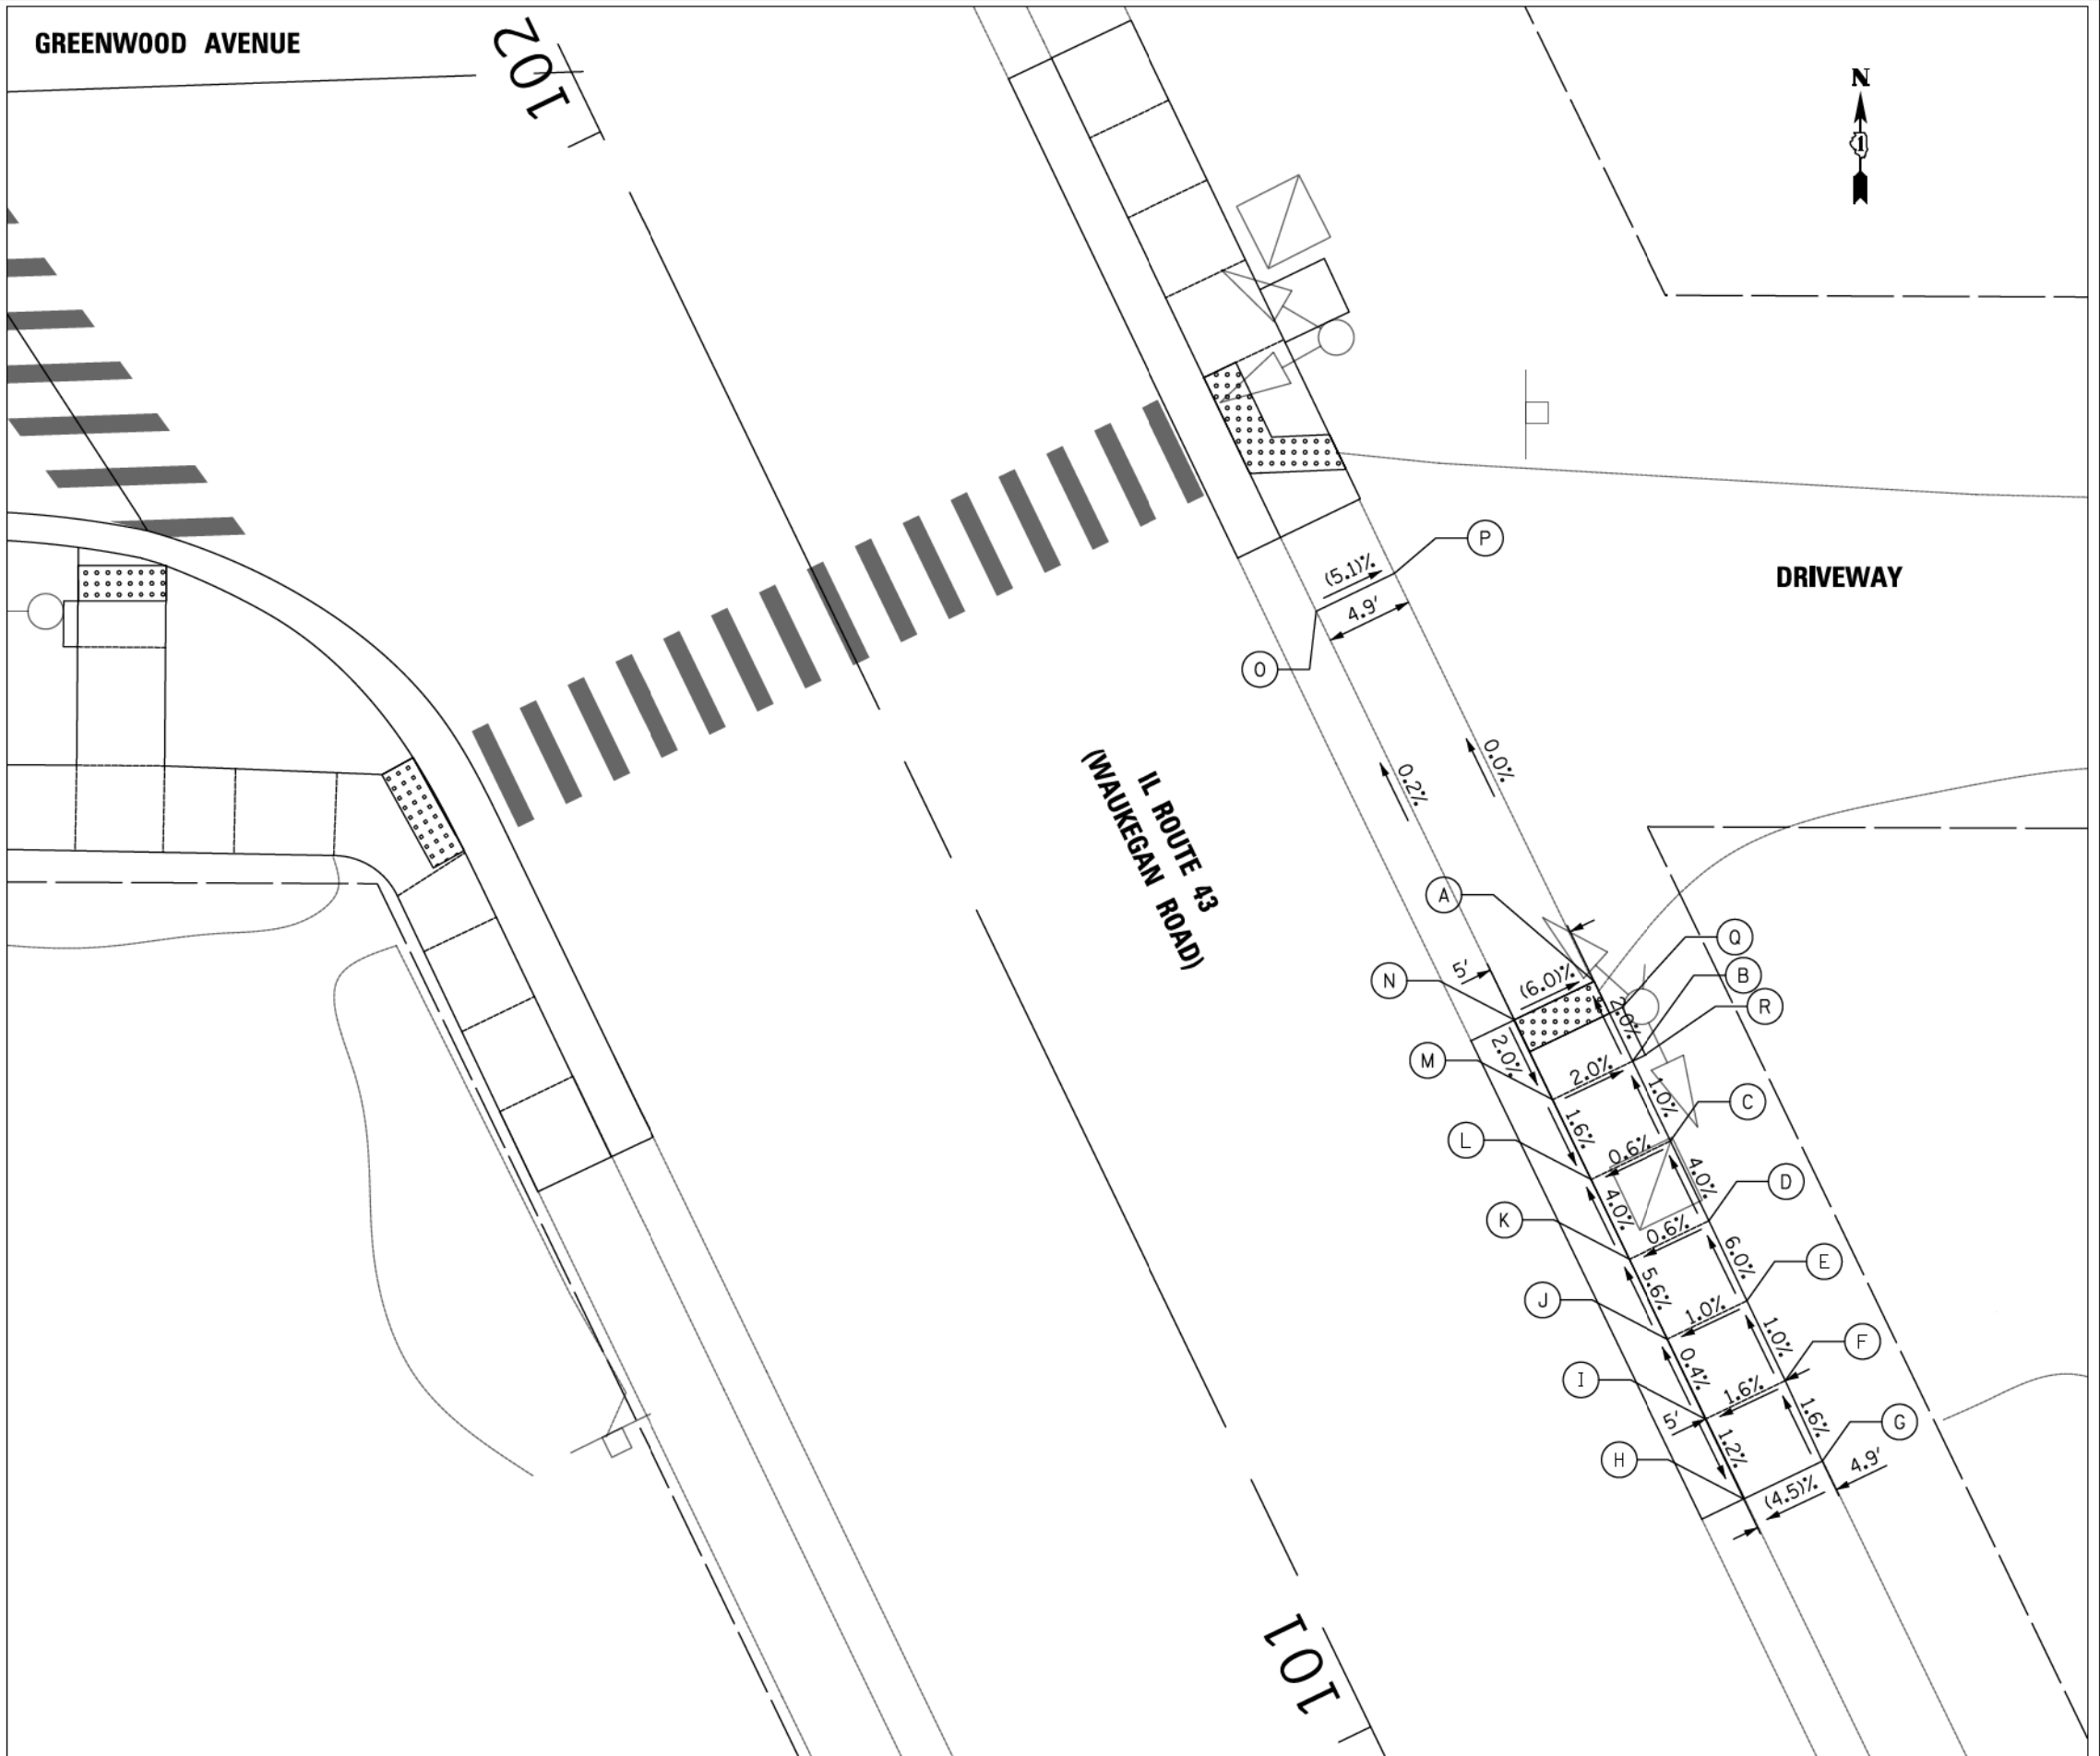 GREENWOOD AVENUE
102
N
1
P
(5.1)%
4.9'
DRIVEWAY
O
0.0%
0.2%
IL ROUTE 43
(WAUKEGAN ROAD)
A
Q
5'
(6.0)%
N
B
2.0%
R
2.0%
M
2.0%
1.0%
C
1.6%
L
0.6%
4.0%
D
4.0%
K
0.6%
6.0%
E
5.6%
J
1.0%
1.0%
F
0.4%
I
1.6%
1.6%
5'
G
1.2%
H
4.9'
(4.5)%
101